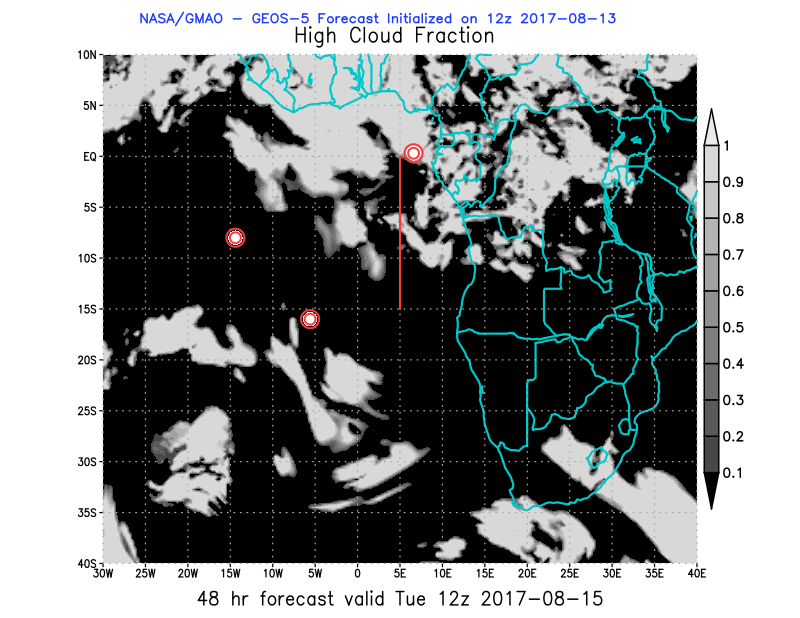 NASA/GMAO - GEOS-5 Forecast Initialized on 12z 2017-08-13
High Cloud Fraction
10N
5N
EQ
5S
10S
15S
20S
25S
30S
35S
40S
30W 25W 20W 15W 10W 5W 0 5E 10E 15E 20E 25E 30E 35E 40E
1
0.9
0.8
0.7
0.6
0.5
0.4
0.3
0.2
0.1
48 hr forecast valid Tue 12z 2017-08-15